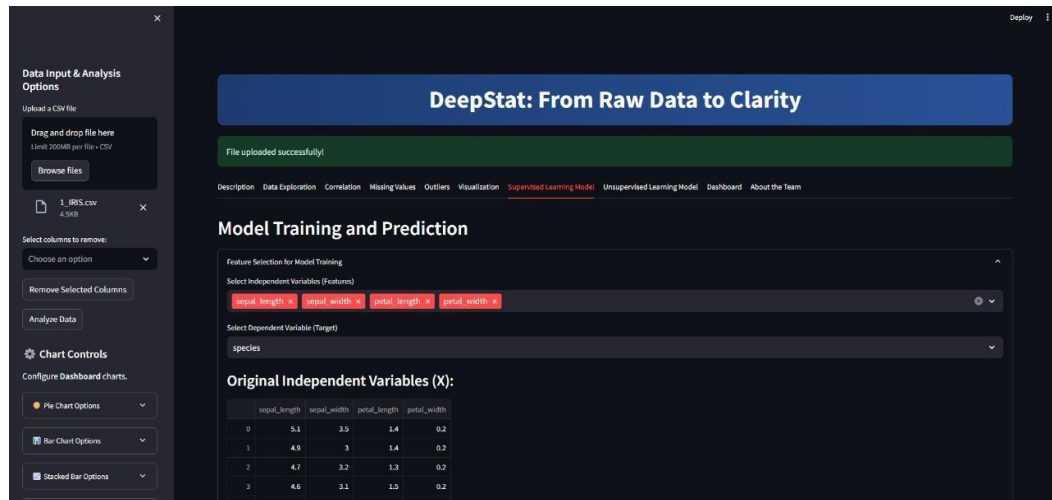 ×
Deploy
Data Input & Analysis
Options
Upload a CSV file
Drag and drop file here
Limit 200MB per file • CSV
Browse files
1_IRIS.csv
4.5KB
×
Select columns to remove:
Choose an option
Remove Selected Columns
Analyze Data
Chart Controls
Configure Dashboard charts.
Pie Chart Options
Bar Chart Options
Stacked Bar Options
DeepStat: From Raw Data to Clarity
File uploaded successfully!
Description Data Exploration Correlation Missing Values Outliers Visualization Supervised Learning Model Unsupervised Learning Model Dashboard About the Team
Model Training and Prediction
Feature Selection for Model Training
Select Independent Variables (Features)
sepal_length × sepal_width × petal_length × petal_width ×
Select Dependent Variable (Target)
species
Original Independent Variables (X):
sepal_length sepal_width petal_length petal_width
0 5.1 3.5 1.4 0.2
1 4.9 3 1.4 0.2
2 4.7 3.2 1.3 0.2
3 4.6 3.1 1.5 0.2